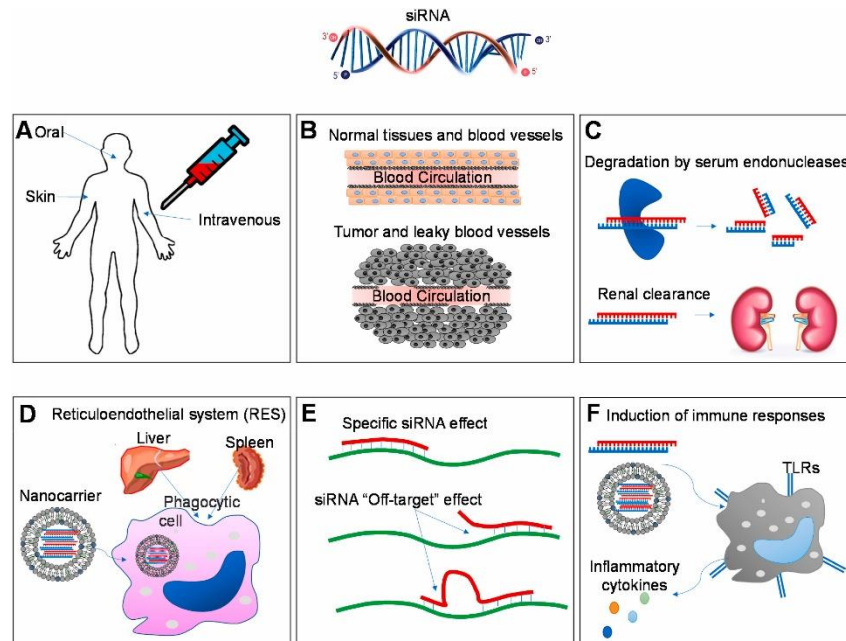 siRNA
3'
3'
5'
5'
A
Oral
Skin
Intravenous
B
Normal tissues and blood vessels
Blood Circulation
Tumor and leaky blood vessels
Blood Circulation
C
Degradation by serum endonucleases
Renal clearance
D Reticuloendothelial system (RES)
Liver
Spleen
Nanocarrier
Phagocytic
cell
E
Specific siRNA effect
siRNA “Off-target” effect
F Induction of immune responses
TLRs
Inflammatory
cytokines